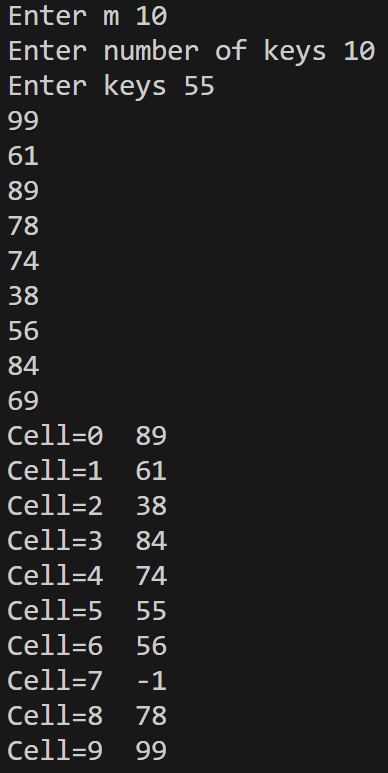 Enter m 10
Enter number of keys 10
Enter keys 55
99
61
89
78
74
38
56
84
69
Cell=0  89
Cell=1  61
Cell=2  38
Cell=3  84
Cell=4  74
Cell=5  55
Cell=6  56
Cell=7  -1
Cell=8  78
Cell=9  99